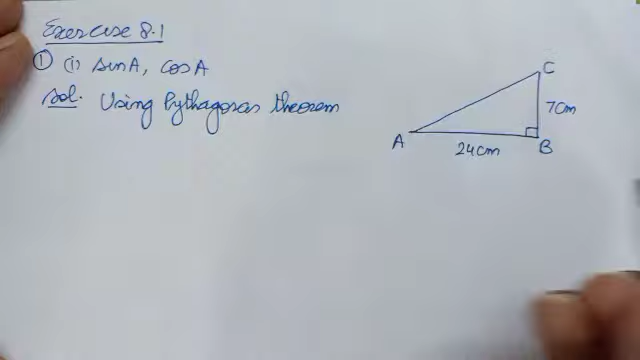 Exercise 8.1
① (i) sinA, cosA
Sol. Using Pythagoras theorem
C
7cm
A
24cm
B